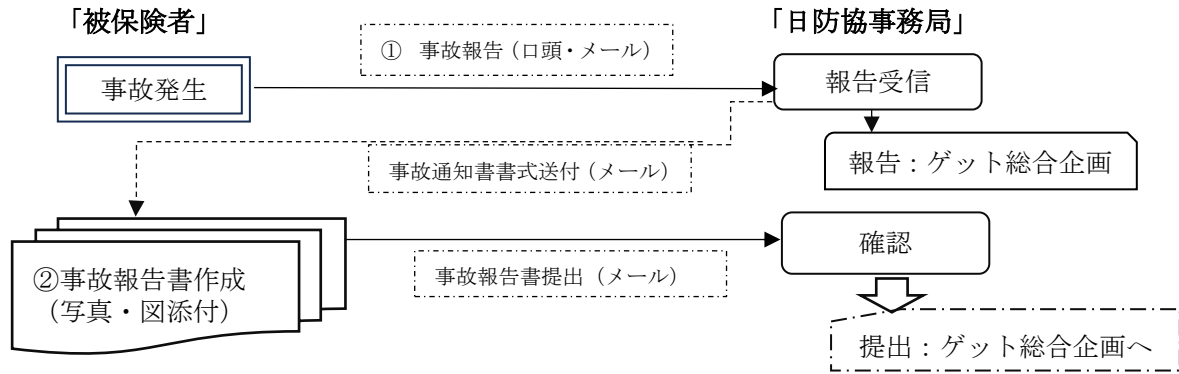 「被保険者」
「日防協事務局」
① 事故報告（口頭・メール）
事故発生
報告受信
事故通知書書式送付（メール）
報告：ゲット総合企画
確認
②事故報告書作成
（写真・図添付）
事故報告書提出（メール）
提出：ゲット総合企画へ